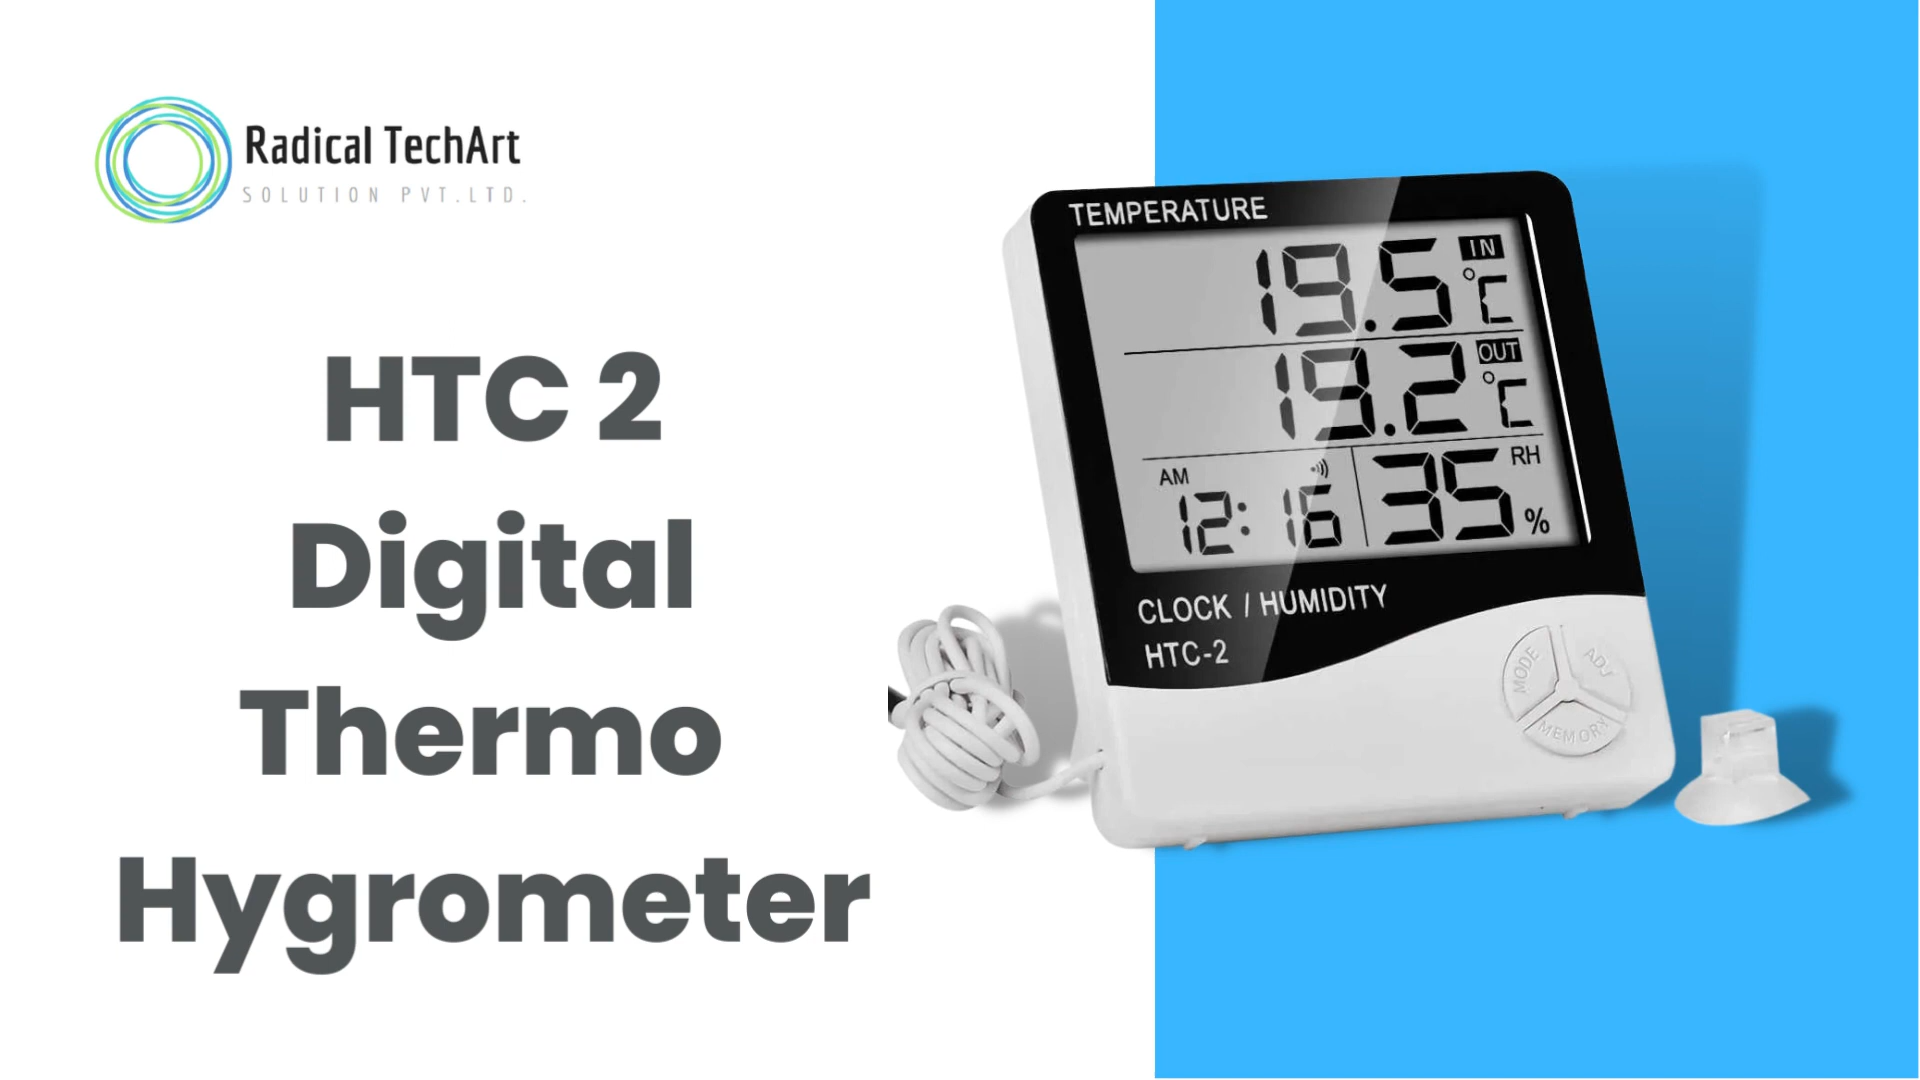 Radical TechArt
SOLUTION PVT.LTD.
HTC 2
Digital
Thermo
Hygrometer
TEMPERATURE
19.5 IN °C
19.2 OUT °C
AM
12:16
35 RH %
CLOCK / HUMIDITY
HTC-2
MODE
ADJ
MEMORY